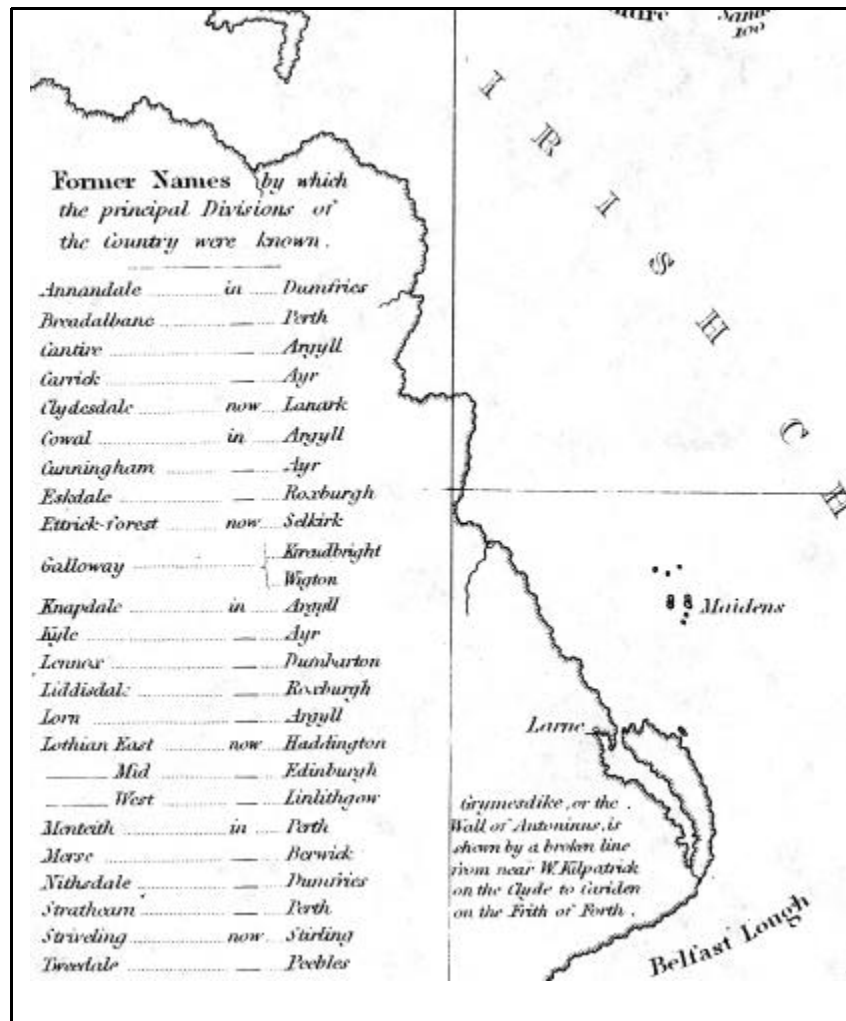 Sand
100
IRISH CH
Former Names by which
the principal Divisions of
the Country were known.
Annandale in Dumfries
Breadalbane — Perth
Cantire — Argyll
Carrick — Ayr
Clydesdale now Lanark
Cowal in Argyll
Cunningham — Ayr
Eskdale — Roxburgh
Ettrick-forest now Selkirk
Galloway { Kircudbright
Wigton
Knapdale in Argyll
Kyle — Ayr
Lennox — Dumbarton
Liddisdale — Roxburgh
Lorn — Argyll
Lothian East now Haddington
— Mid — Edinburgh
— West — Linlithgow
Menteith in Perth
Merse — Berwick
Nithsdale — Dumfries
Strathearn — Perth
Striveling now Stirling
Tweedale — Peebles
Maidens
Larne
Grymesdike, or the
Wall of Antoninus, is
shewn by a broken line
from near W. Kilpatrick
on the Clyde to Cariden
on the Frith of Forth.
Belfast Lough